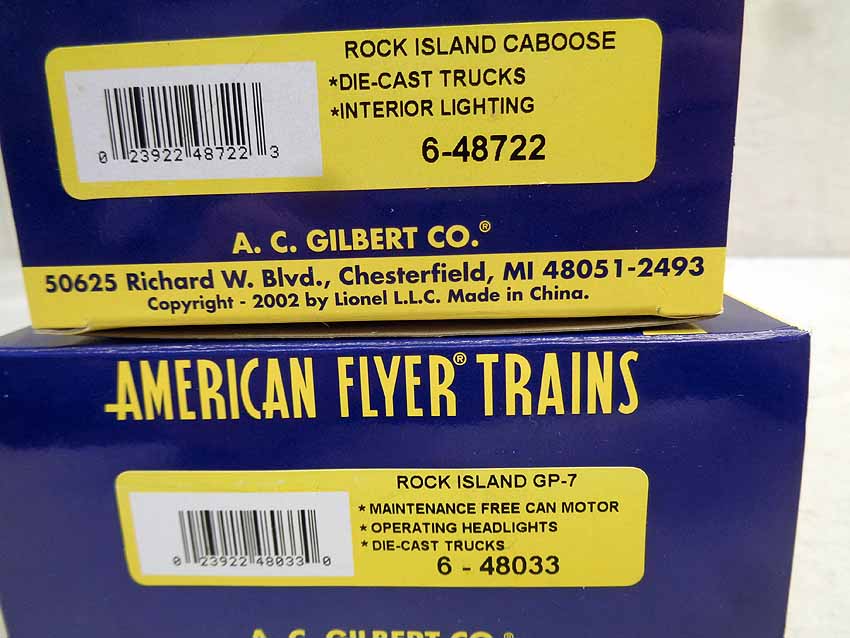 ROCK ISLAND CABOOSE
*DIE-CAST TRUCKS
*INTERIOR LIGHTING
6-48722
0 23922 48722 3
A. C. GILBERT CO.®
50625 Richard W. Blvd., Chesterfield, MI 48051-2493
Copyright - 2002 by Lionel L.L.C. Made in China.
AMERICAN FLYER® TRAINS
ROCK ISLAND GP-7
* MAINTENANCE FREE CAN MOTOR
* OPERATING HEADLIGHTS
* DIE-CAST TRUCKS
6 - 48033
0 23922 48033 0
A. C. GILBERT CO.®